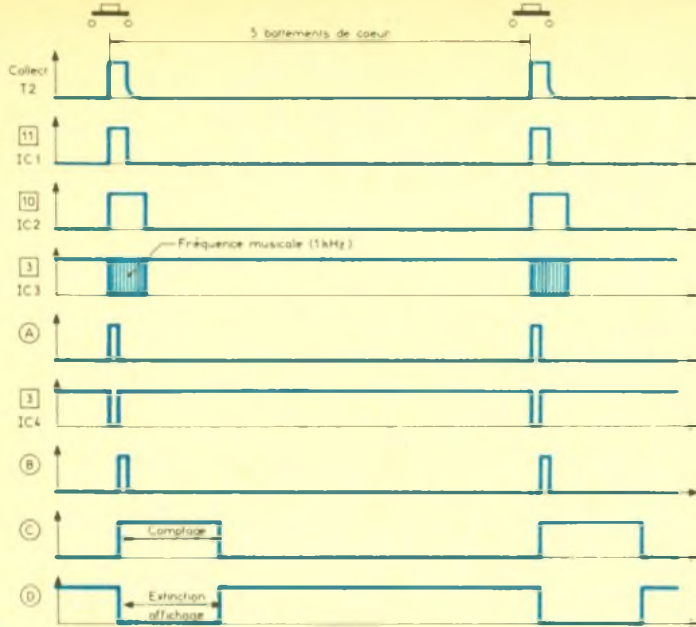 5 battements de coeur
Collect
T2
11
IC1
10
IC2
Fréquence musicale (1kHz)
3
IC3
A
3
IC4
B
C
Comptage
D
Extinction
affichage